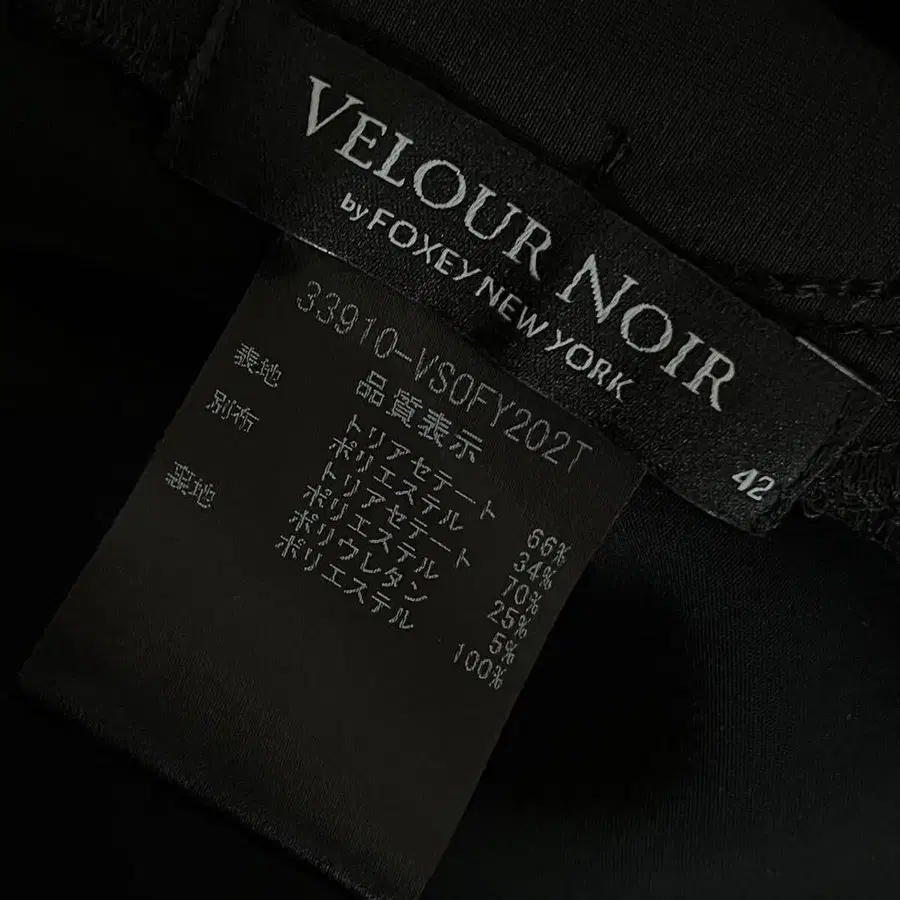 VELOUR NOIR
by FOXEY NEW YORK
42
33910-VSOFY202T
品質表示
表地 トリアセテート 66%
ポリエステル 34%
別布 トリアセテート 70%
ポリエステル 25%
ポリウレタン 5%
裏地 ポリエステル 100%